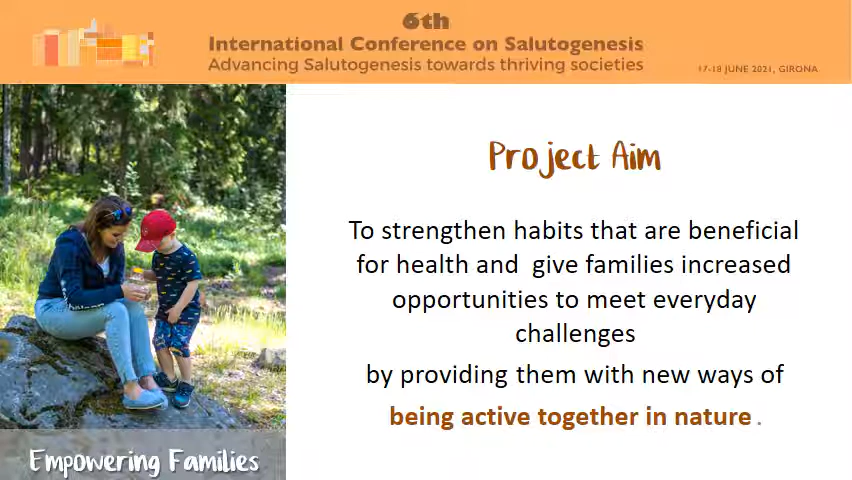 6th
International Conference on Salutogenesis
Advancing Salutogenesis towards thriving societies
17-18 JUNE 2021, GIRONA
Project Aim
To strengthen habits that are beneficial
for health and give families increased
opportunities to meet everyday
challenges
by providing them with new ways of
being active together in nature.
Empowering Families